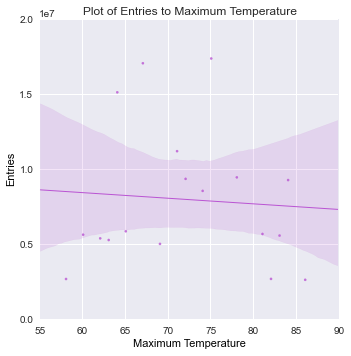 Plot of Entries to Maximum Temperature
1e7
2.0
1.5
1.0
0.5
0.0
Entries
55 60 65 70 75 80 85 90
Maximum Temperature